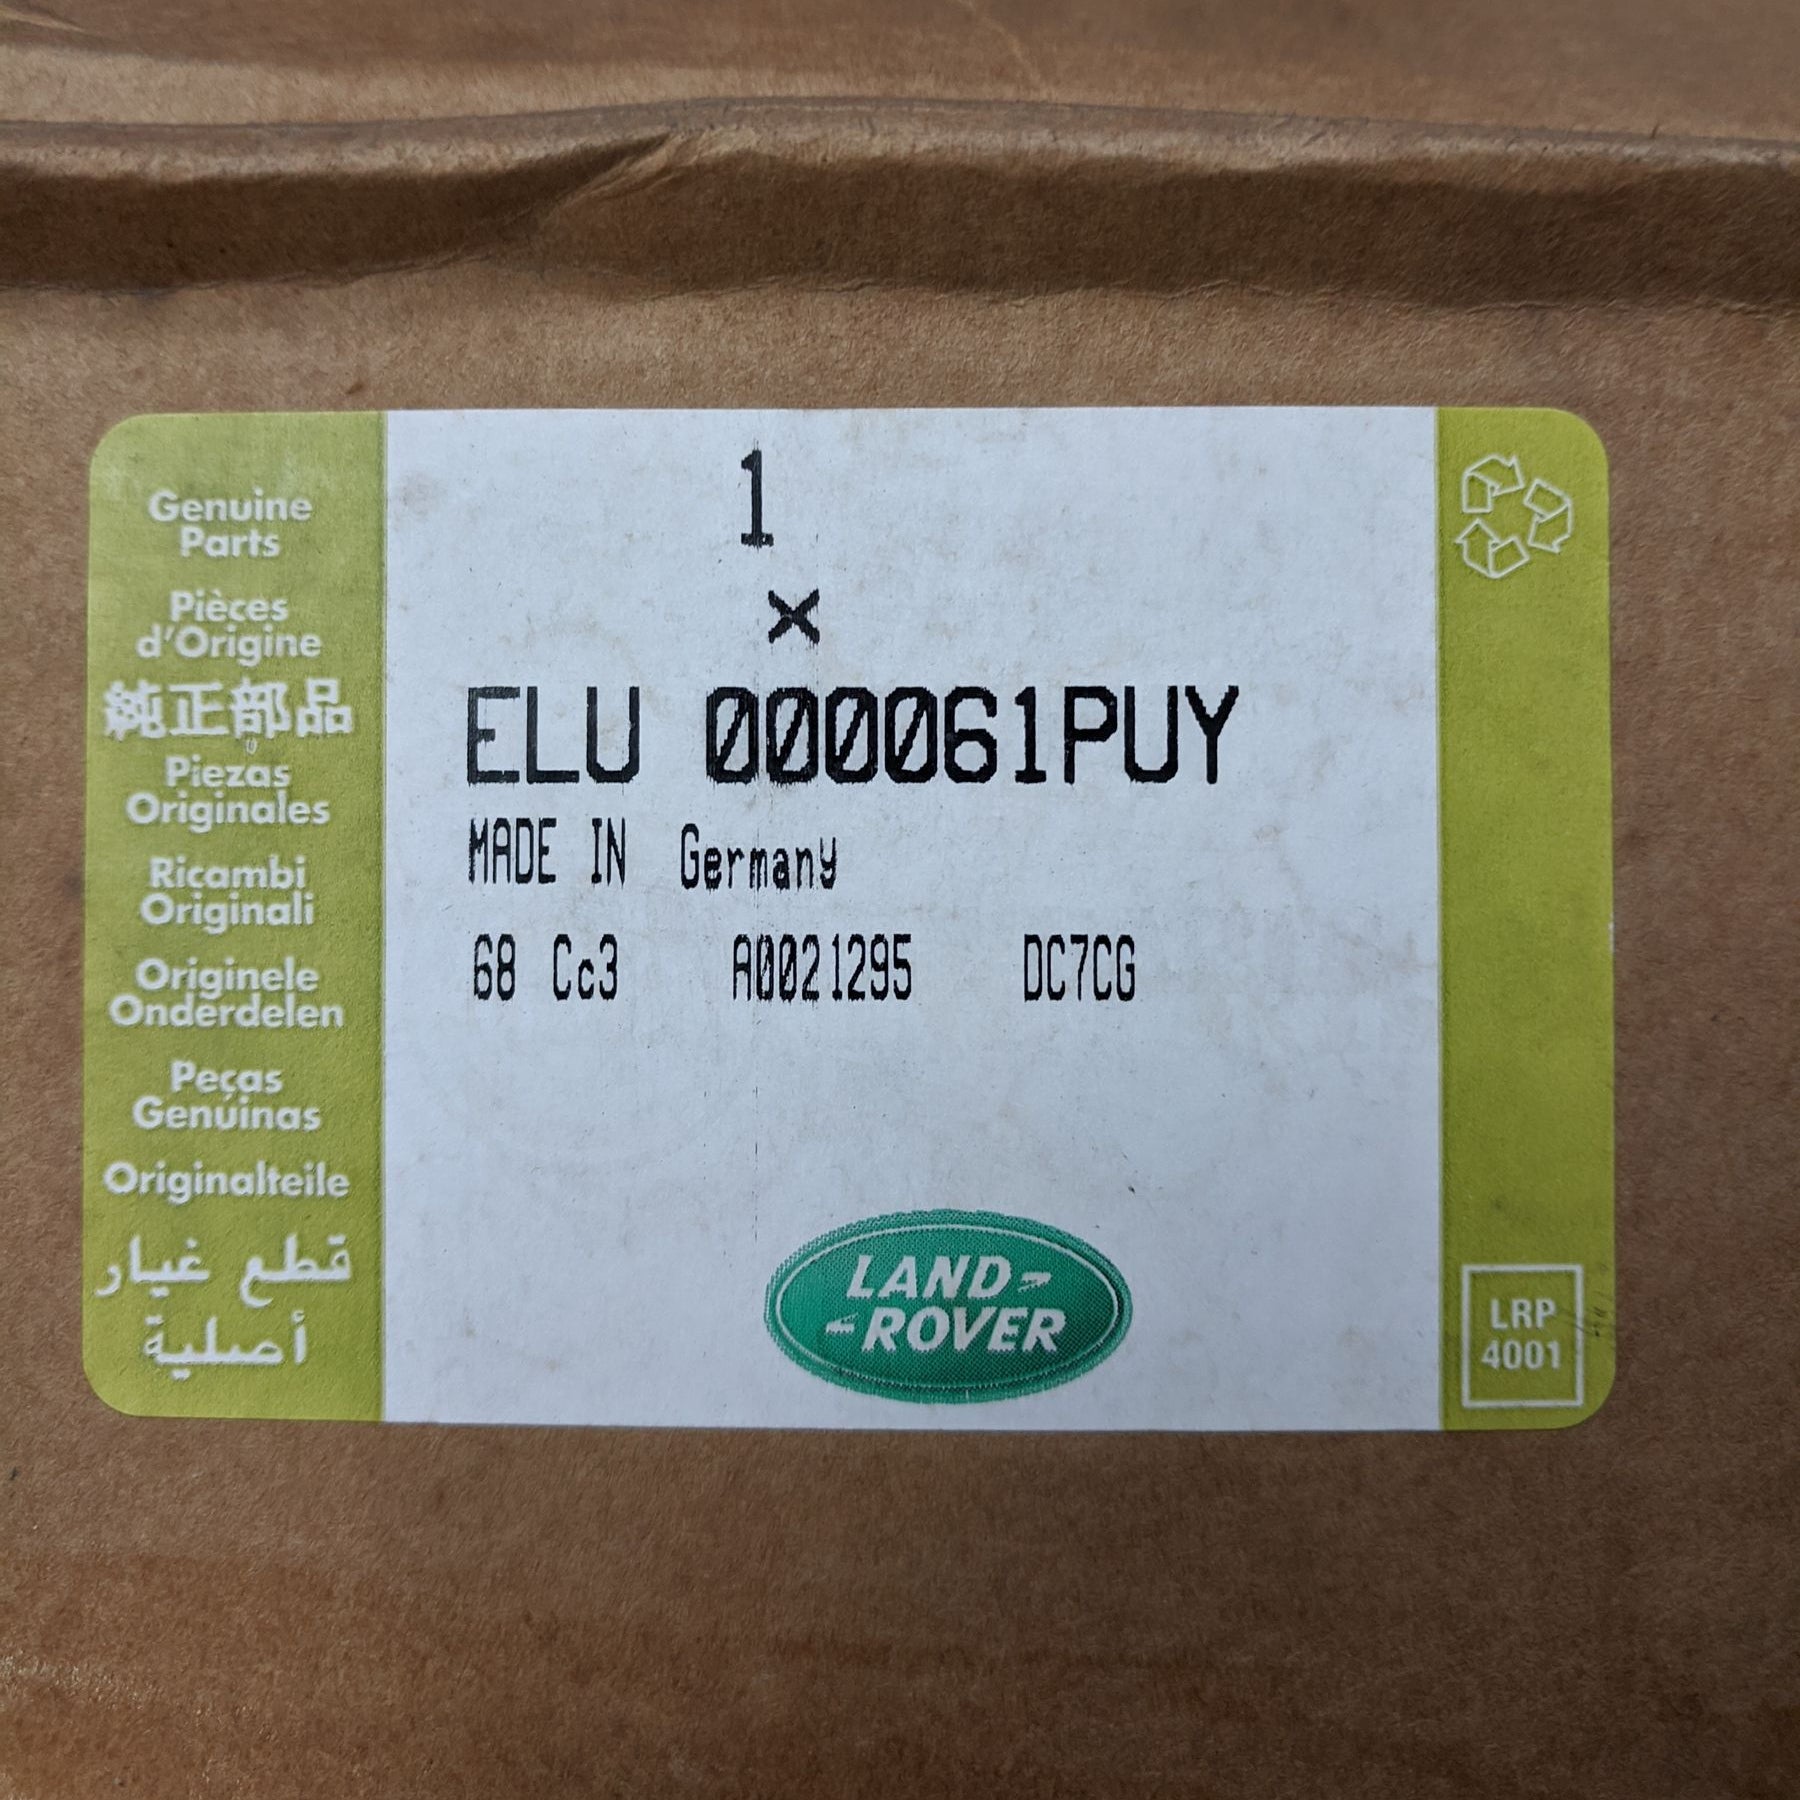 Genuine
Parts
Pièces
d'Origine
純正部品
Piezas
Originales
Ricambi
Originali
Originele
Onderdelen
Peças
Genúinas
Originalteile
قطع غيار
أصلية
1
x
ELU 000061PUY
MADE IN Germany
68 Cc3 A0021295 DC7CG
LAND-
-ROVER
LRP
4001